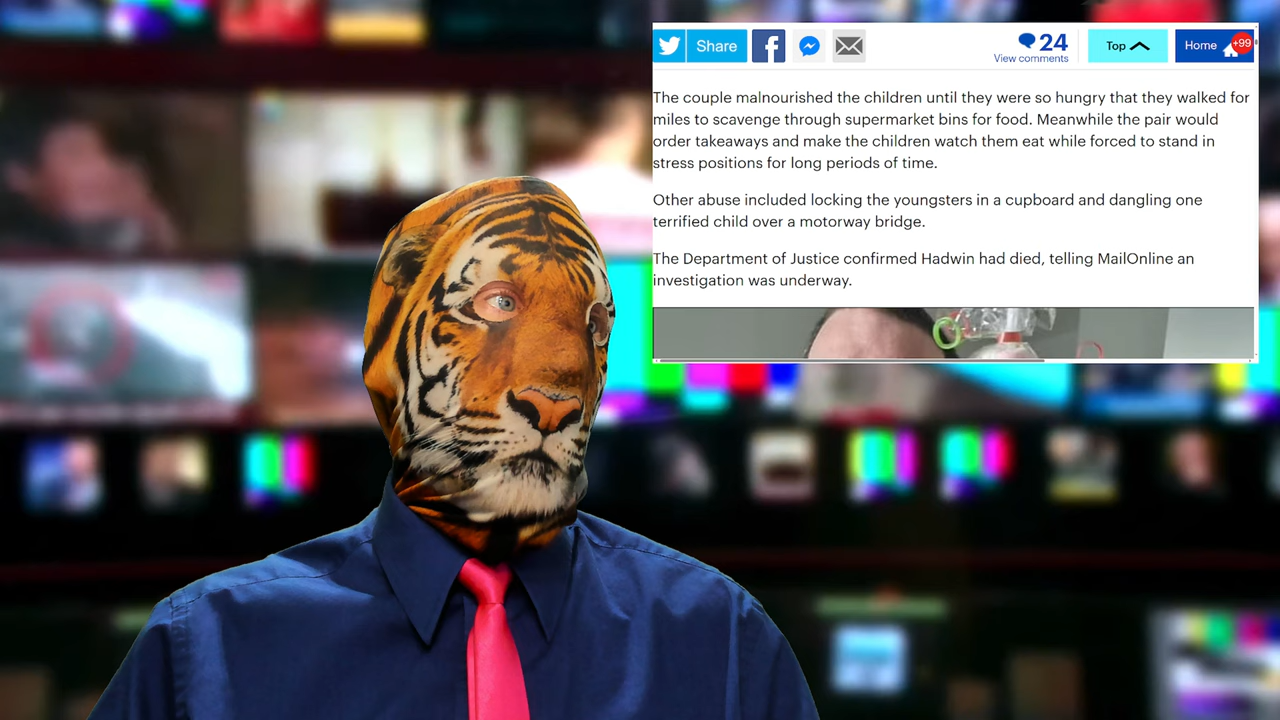 Share
24
View comments
Top
Home
+99
The couple malnourished the children until they were so hungry that they walked for
miles to scavenge through supermarket bins for food. Meanwhile the pair would
order takeaways and make the children watch them eat while forced to stand in
stress positions for long periods of time.
Other abuse included locking the youngsters in a cupboard and dangling one
terrified child over a motorway bridge.
The Department of Justice confirmed Hadwin had died, telling MailOnline an
investigation was underway.